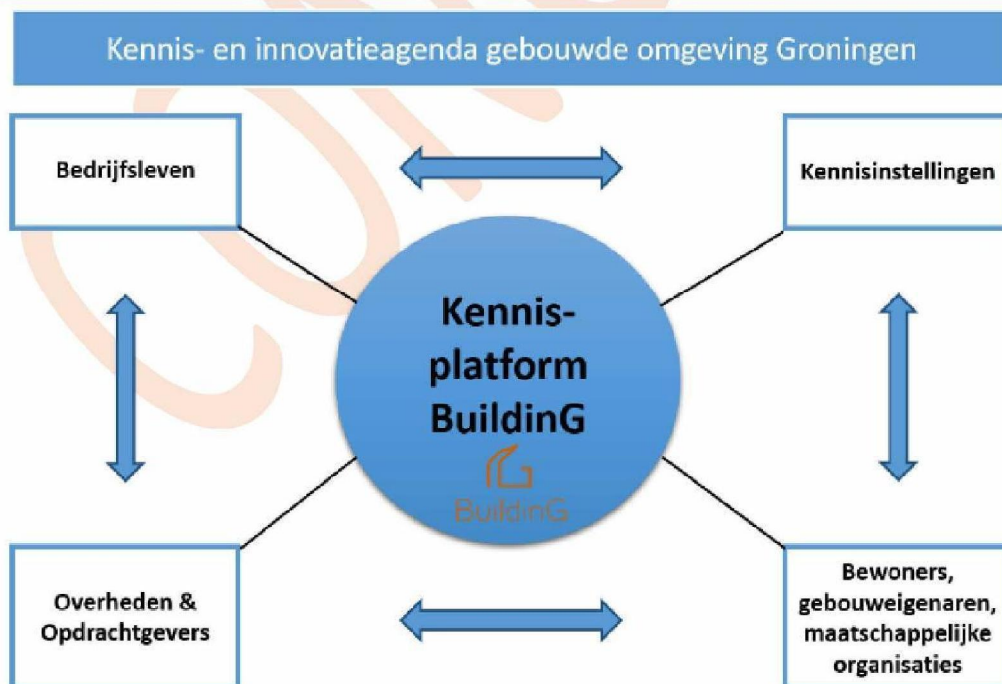 Kennis- en innovatieagenda gebouwde omgeving Groningen
Bedrijfsleven
Kennisinstellingen
Kennis-
platform
BuildinG
BuildinG
Overheden &
Opdrachtgevers
Bewoners,
gebouweigenaren,
maatschappelijke
organisaties